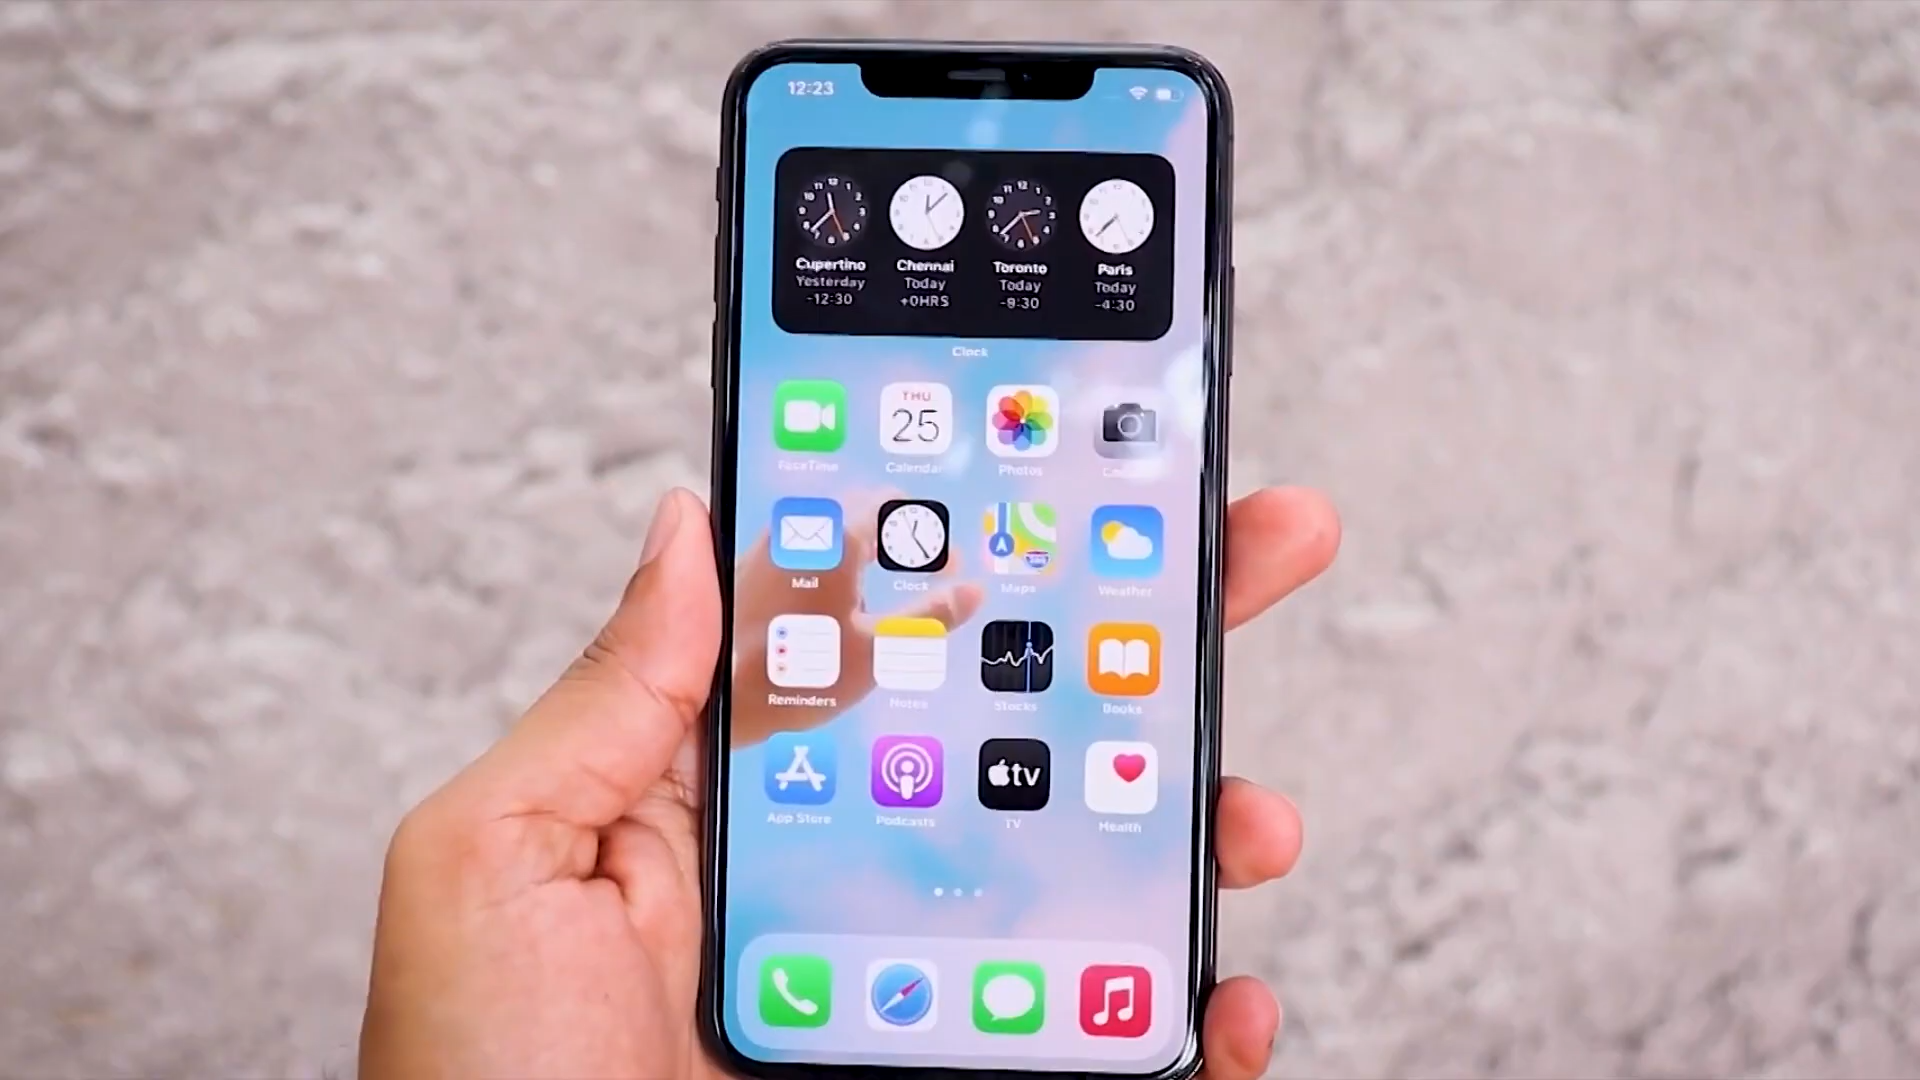 12:23
Cupertino Chennai Toronto Paris
Yesterday Today Today Today
-12:30 +0HRS -9:30 -4:30
Clock
THU
25
FaceTime Calendar Photos
Mail Clock Maps Weather
Reminders Notes Stocks Books
tv
App Store Podcasts TV Health